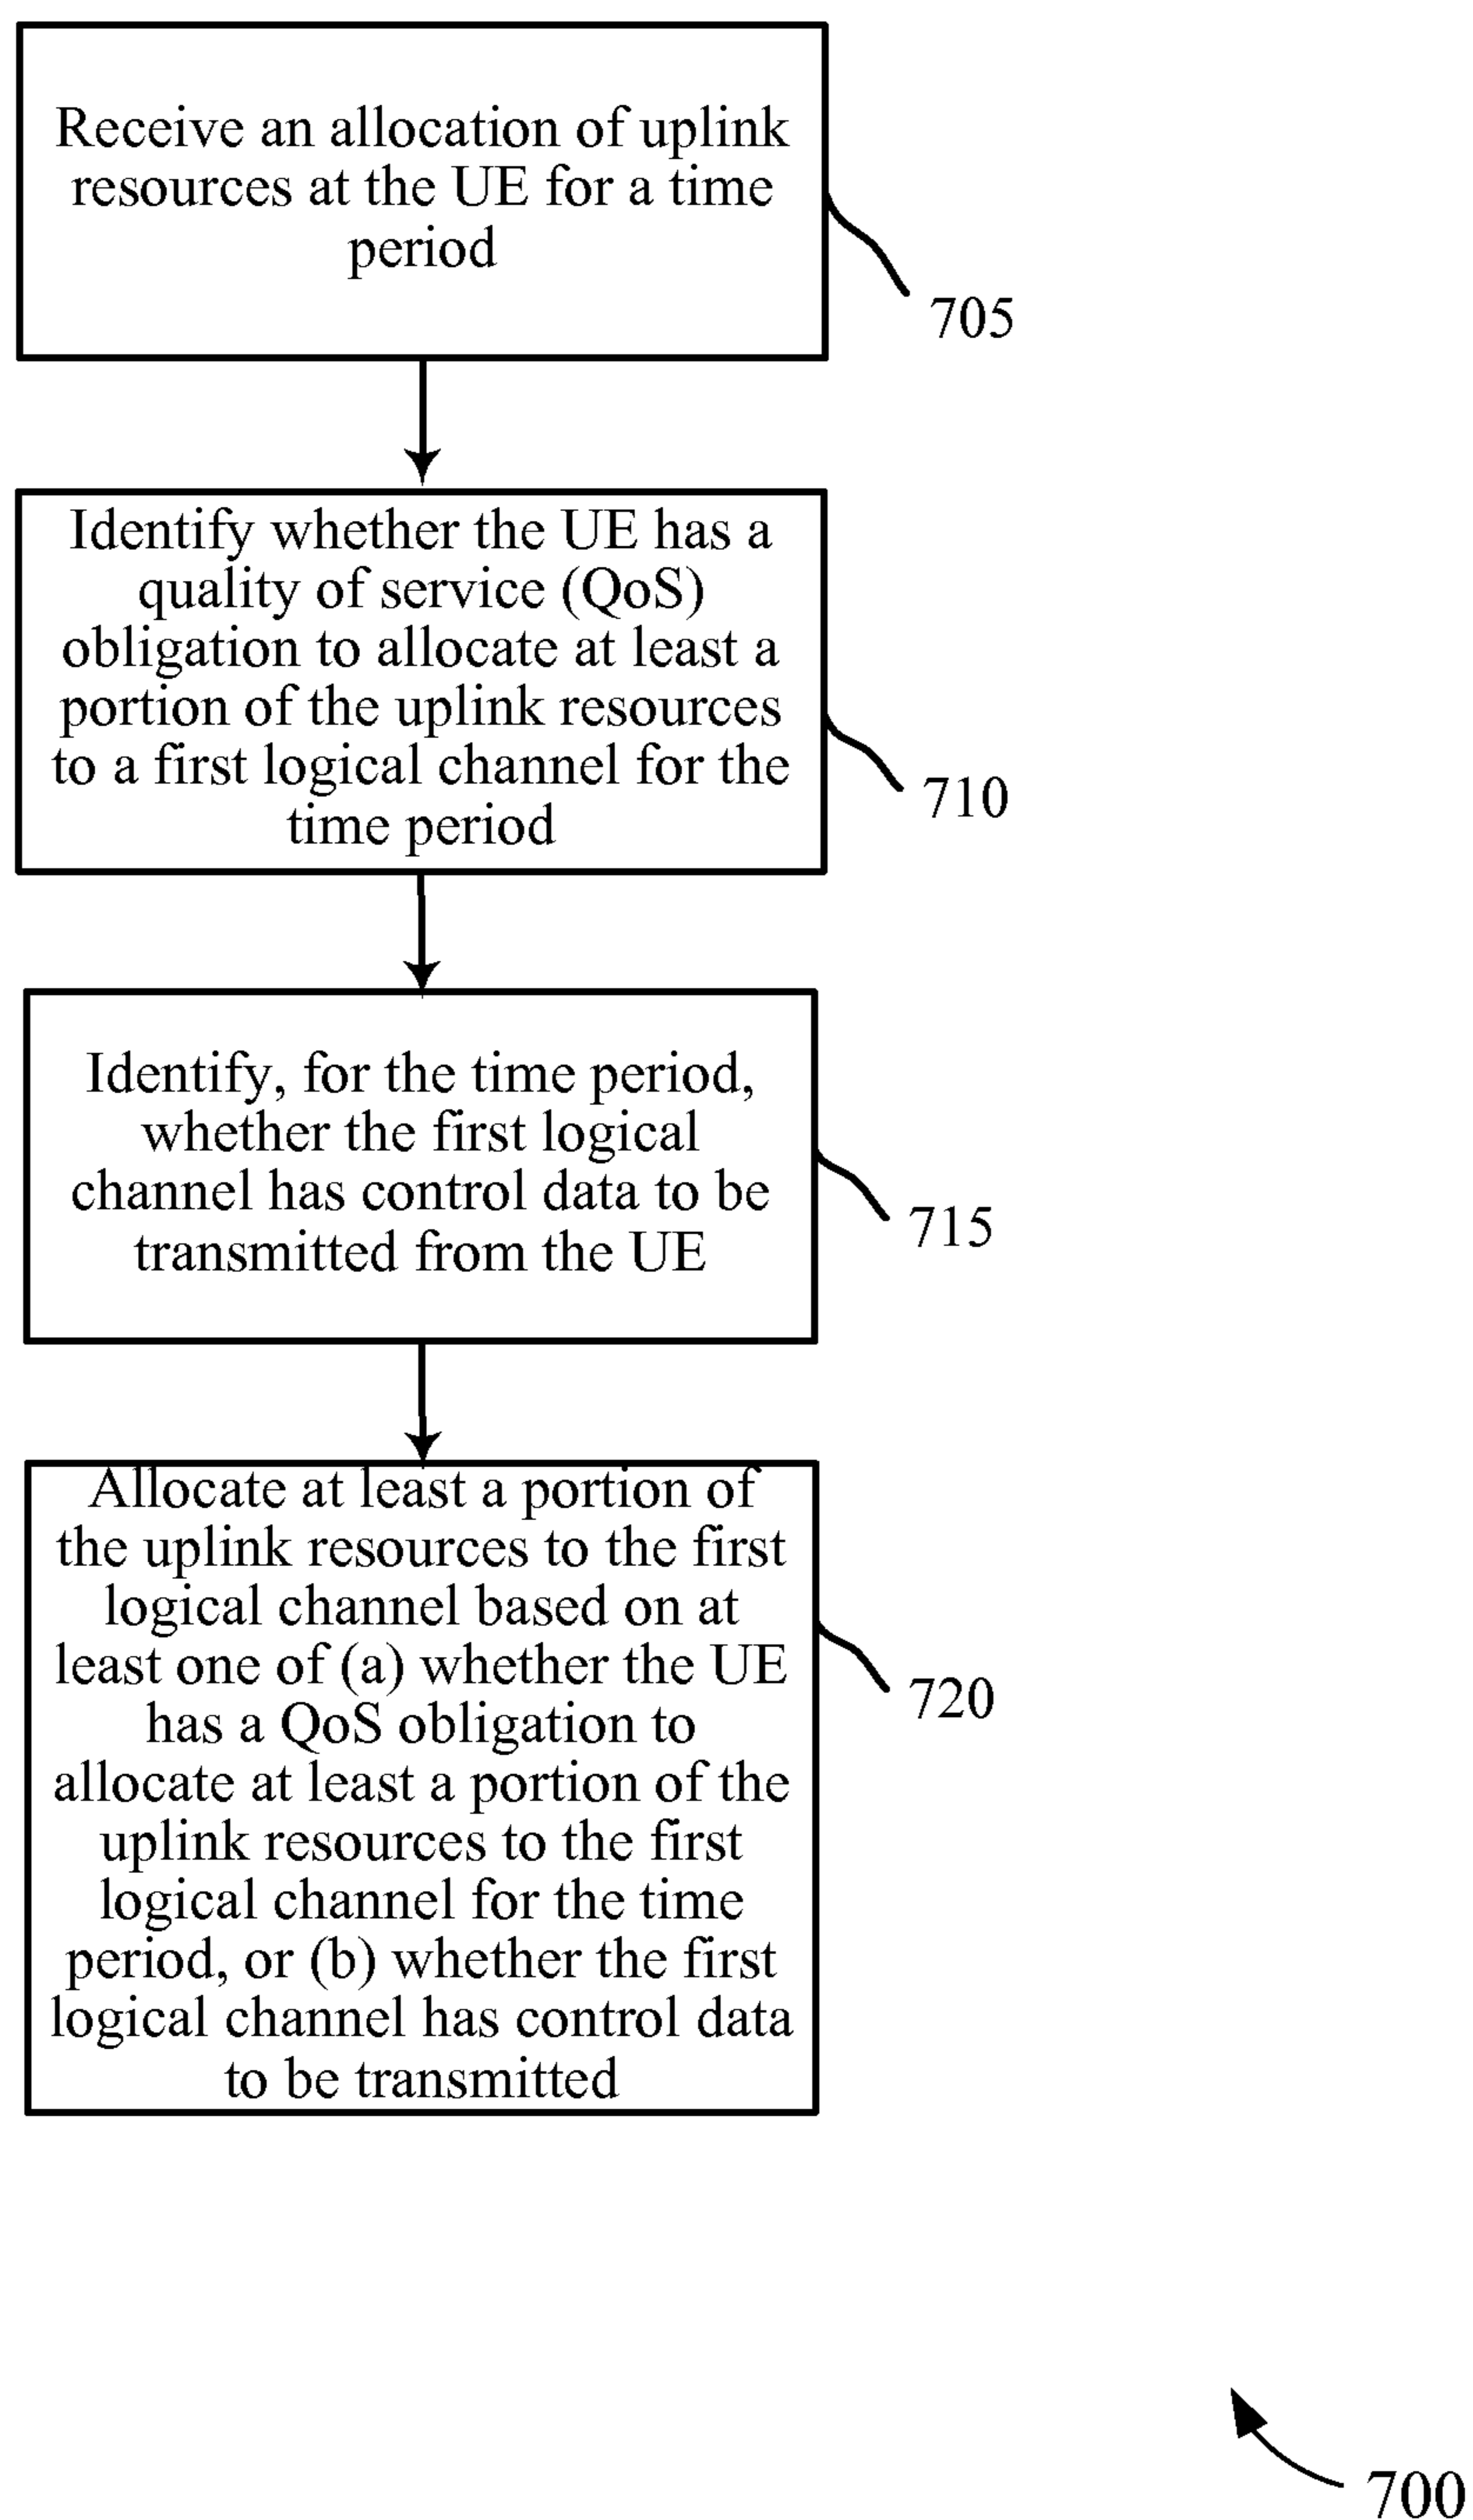 Receive an allocation of uplink
resources at the UE for a time
period
705
Identify whether the UE has a
quality of service (QoS)
obligation to allocate at least a
portion of the uplink resources
to a first logical channel for the
time period
710
Identify, for the time period,
whether the first logical
channel has control data to be
transmitted from the UE
715
Allocate at least a portion of
the uplink resources to the first
logical channel based on at
least one of (a) whether the UE
has a QoS obligation to
allocate at least a portion of the
uplink resources to the first
logical channel for the time
period, or (b) whether the first
logical channel has control data
to be transmitted
720
700